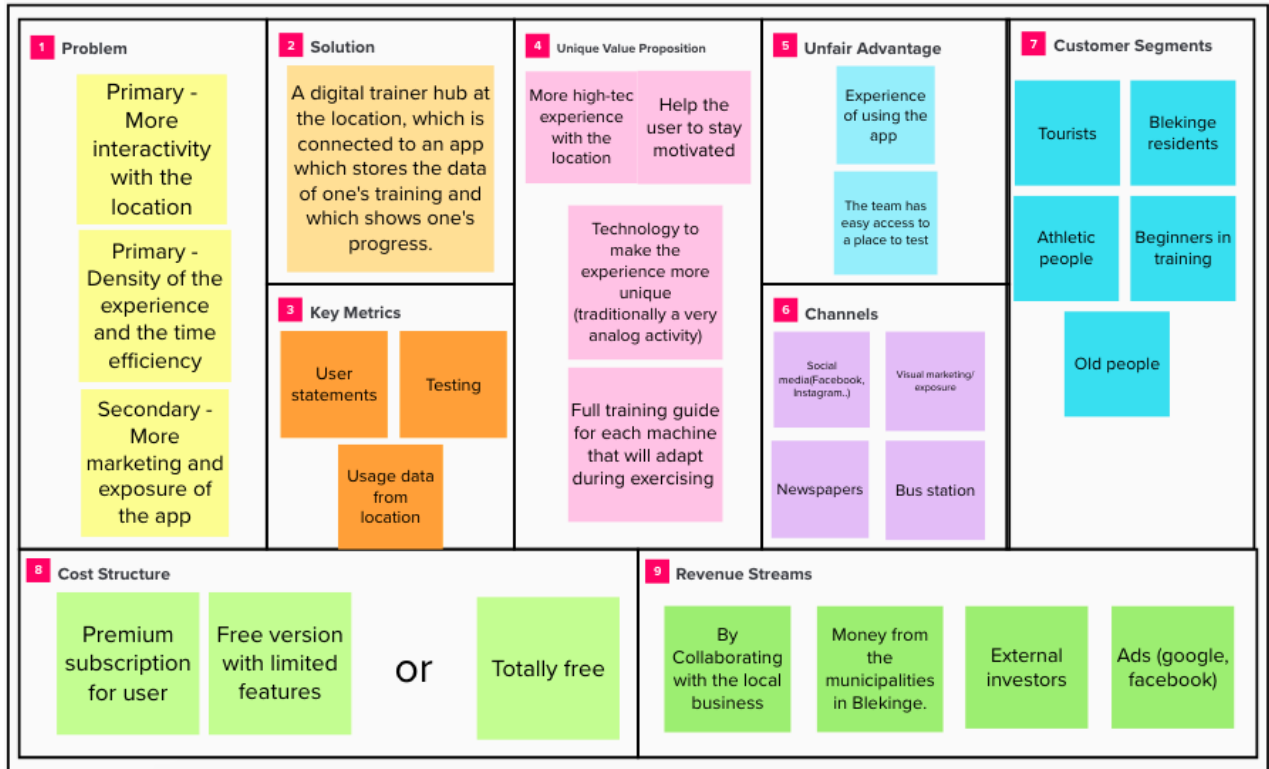 1 Problem
Primary -
More
interactivity
with the
location
Primary -
Density of the
experience
and the time
efficiency
Secondary -
More
marketing and
exposure of
the app
2 Solution
A digital trainer hub at
the location, which is
connected to an app
which stores the data
of one's training and
which shows one's
progress.
3 Key Metrics
User
statements
Testing
Usage data
from
location
4 Unique Value Proposition
More high-tec
experience
with the
location
Help the
user to stay
motivated
Technology to
make the
experience more
unique
(traditionally a very
analog activity)
Full training guide
for each machine
that will adapt
during exercising
5 Unfair Advantage
Experience
of using the
app
The team has
easy access to
a place to test
6 Channels
Social
media(Facebook,
Instagram..)
Visual marketing/
exposure
Newspapers
Bus station
7 Customer Segments
Tourists
Blekinge
residents
Athletic
people
Beginners in
training
Old people
8 Cost Structure
Premium
subscription
for user
Free version
with limited
features
or
Totally free
9 Revenue Streams
By
Collaborating
with the local
business
Money from
the
municipalities
in Blekinge.
External
investors
Ads (google,
facebook)